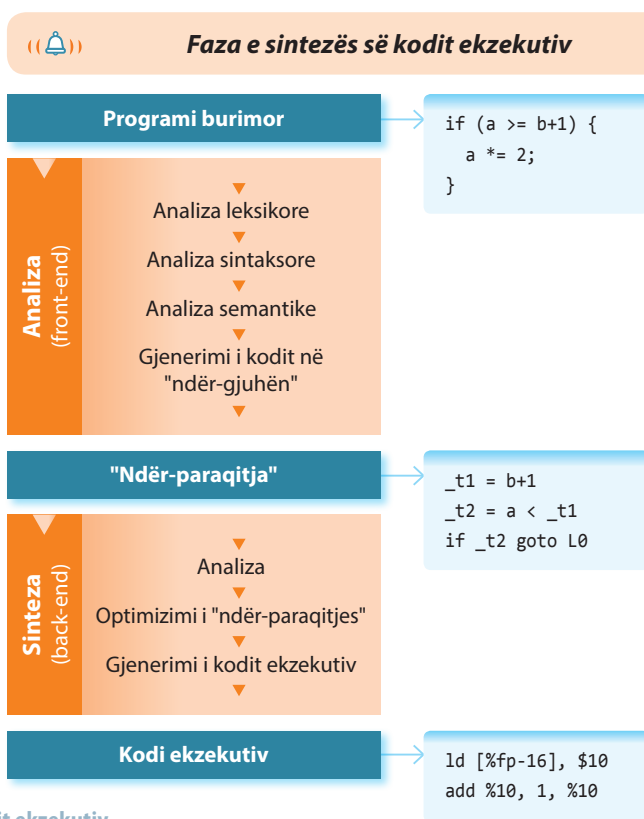 Faza e sintezës së kodit ekzekutiv
Programi burimor
if (a >= b+1) {
a *= 2;
}
Analiza
(front-end)
Analiza leksikore
Analiza sintaksore
Analiza semantike
Gjenerimi i kodit në
"ndër-gjuhën"
"Ndër-paraqitja"
_t1 = b+1
_t2 = a < _t1
if _t2 goto L0
Sinteza
(back-end)
Analiza
Optimizimi i "ndër-paraqitjes"
Gjenerimi i kodit ekzekutiv
Kodi ekzekutiv
ld [%fp-16], $10
add %10, 1, %10
ekzekutiv